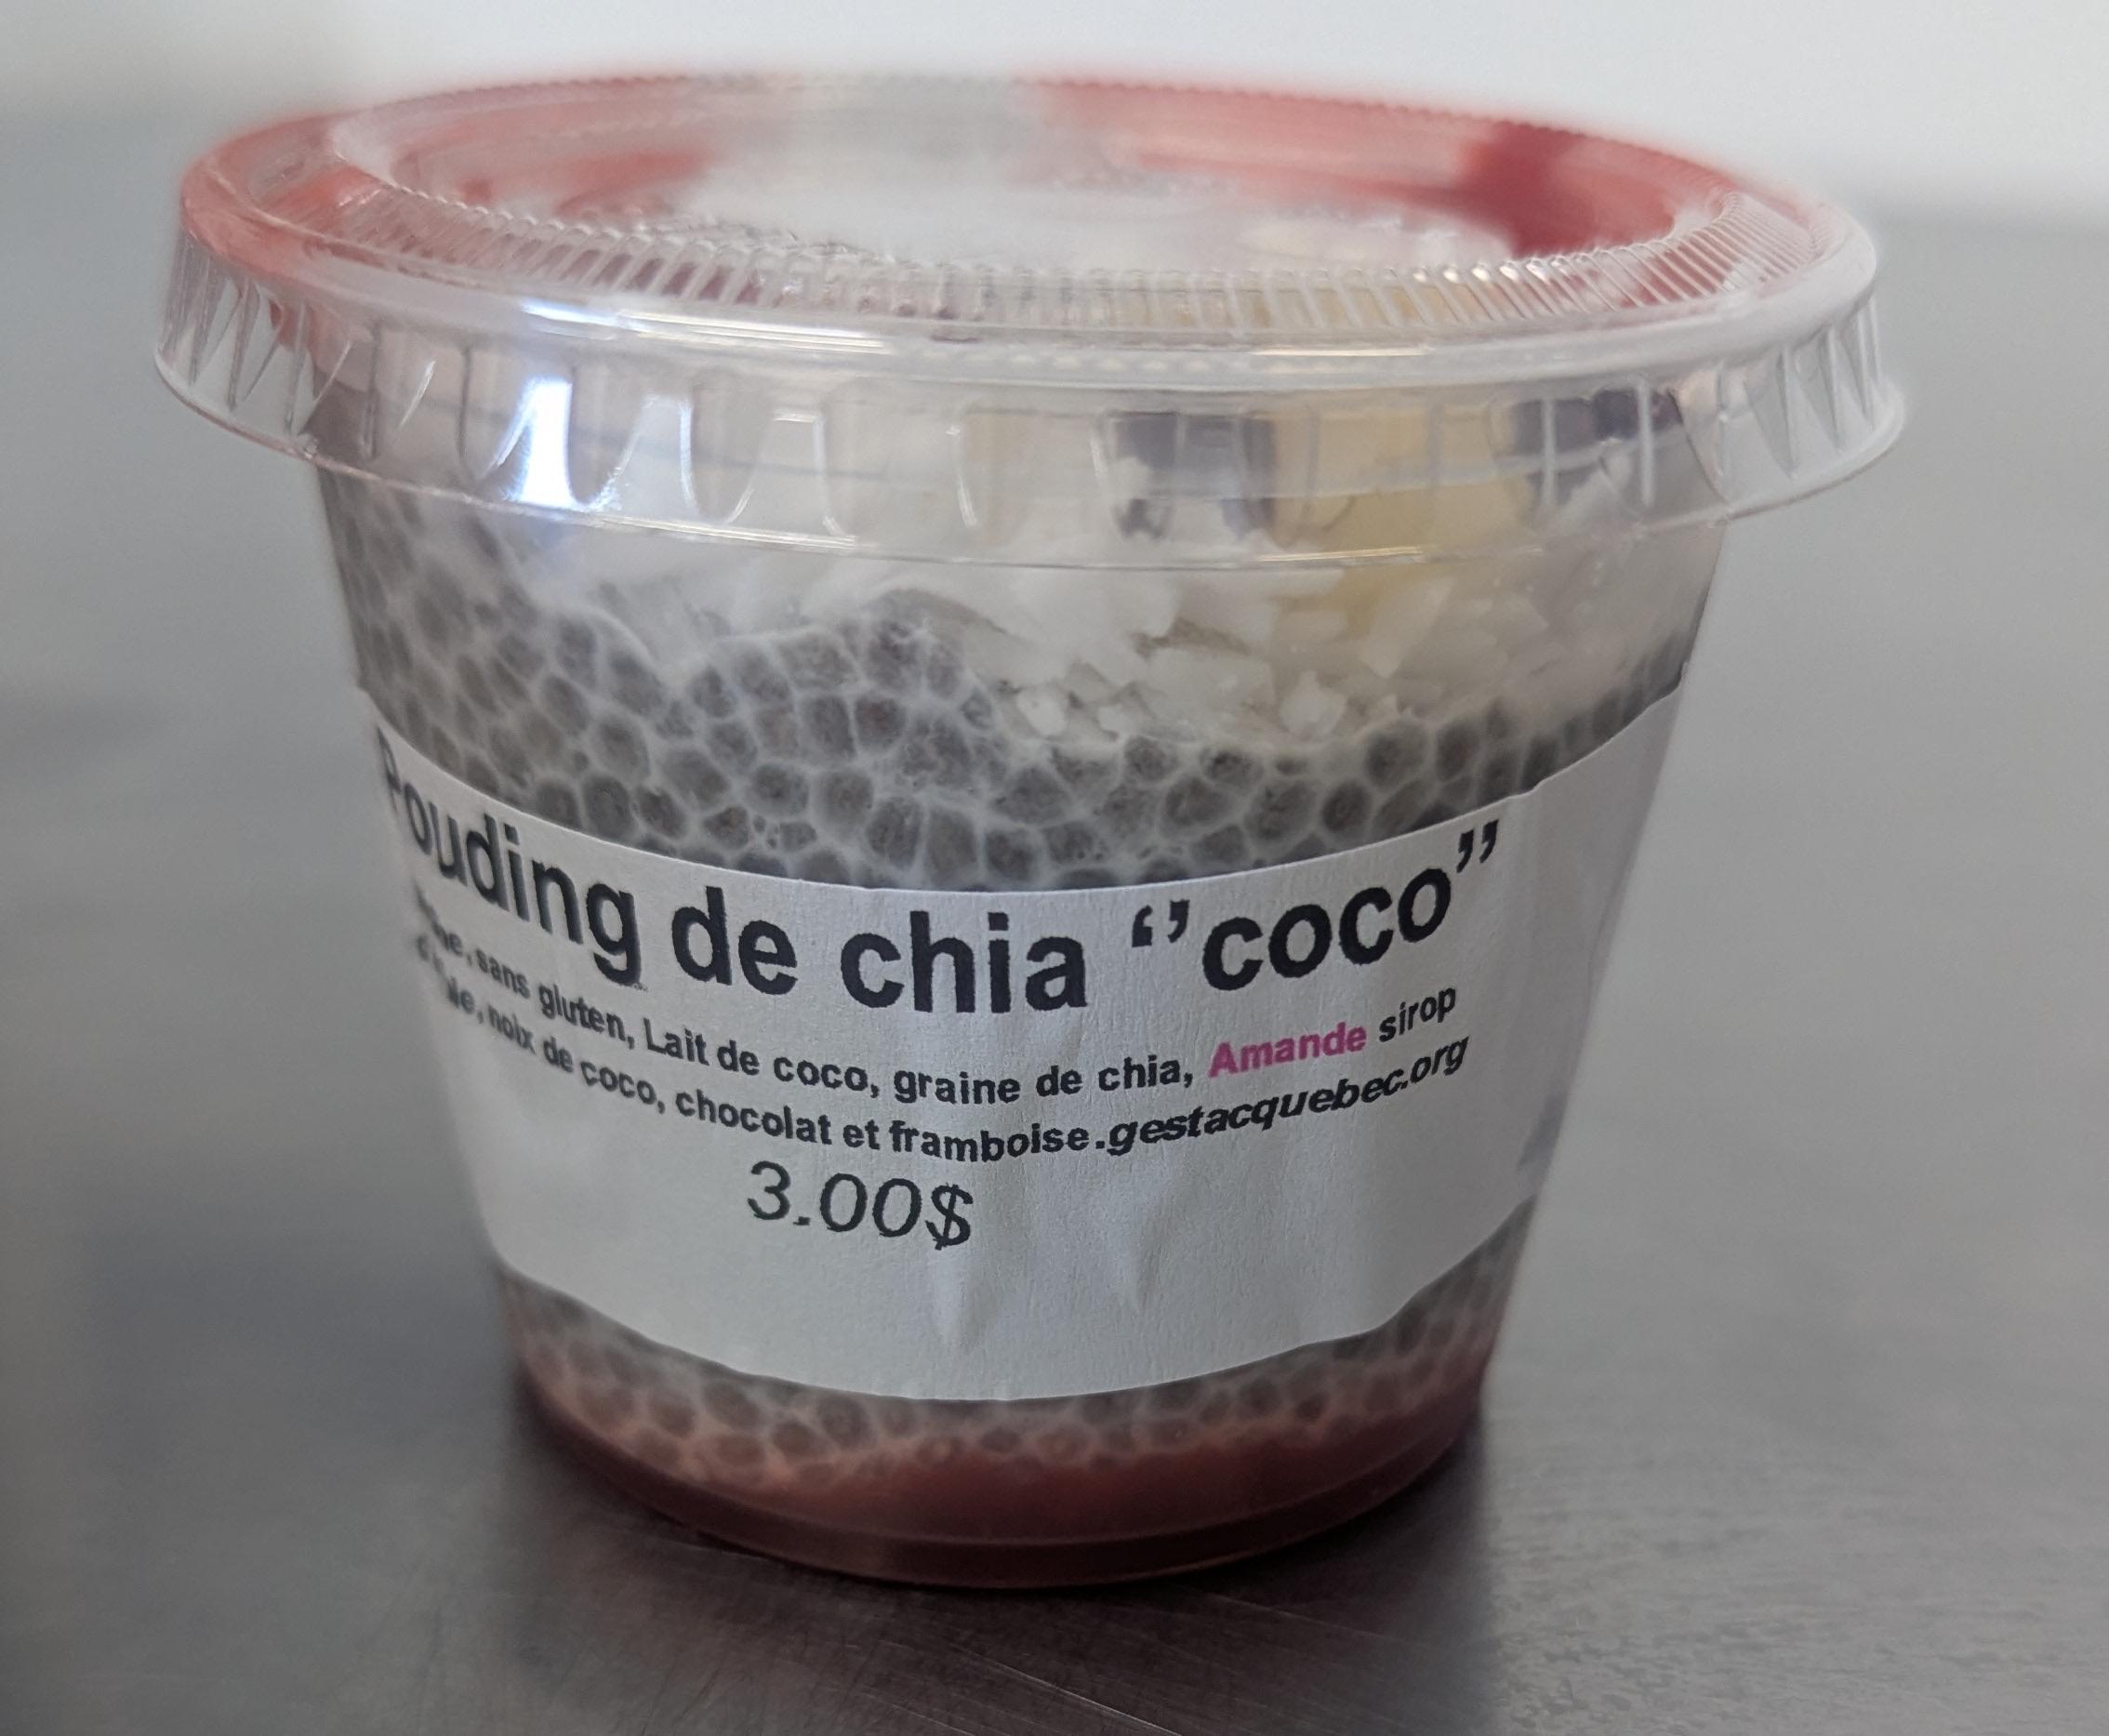 Pouding de chia ‘’coco’’
sans gluten, Lait de coco, graine de chia, Amande sirop
noix de coco, chocolat et framboise.gestacquebec.org
3.00$